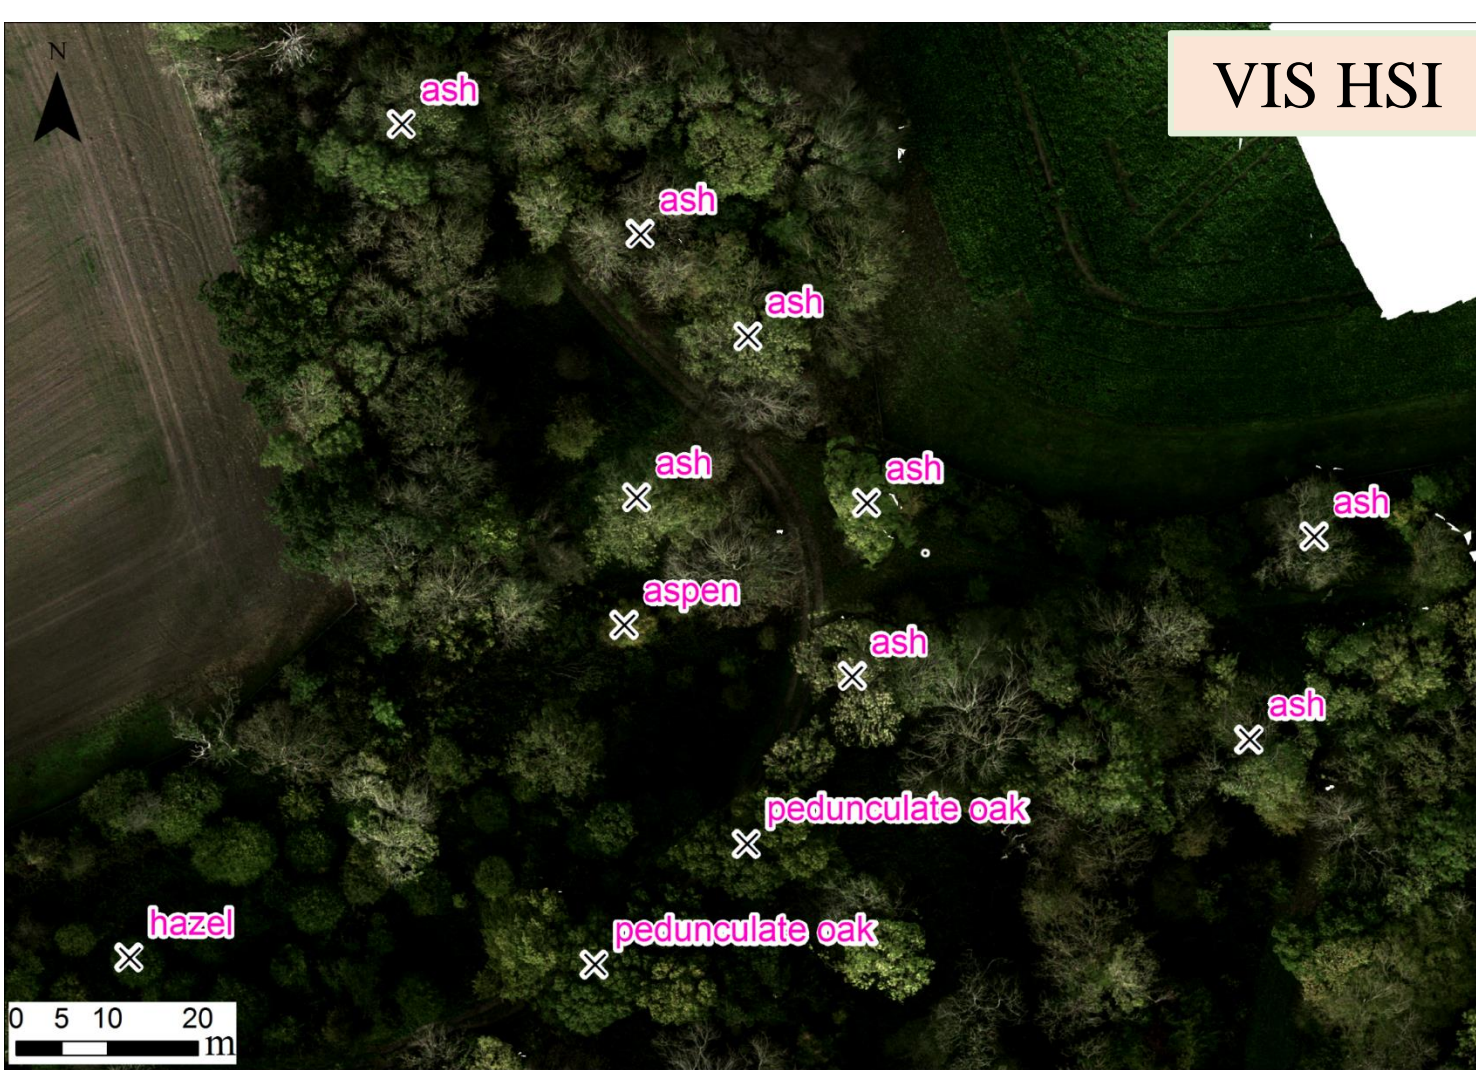 N
VIS HSI
ash
ash
ash
ash
ash
ash
aspen
ash
ash
pedunculate oak
hazel
pedunculate oak
0 5 10 20
m